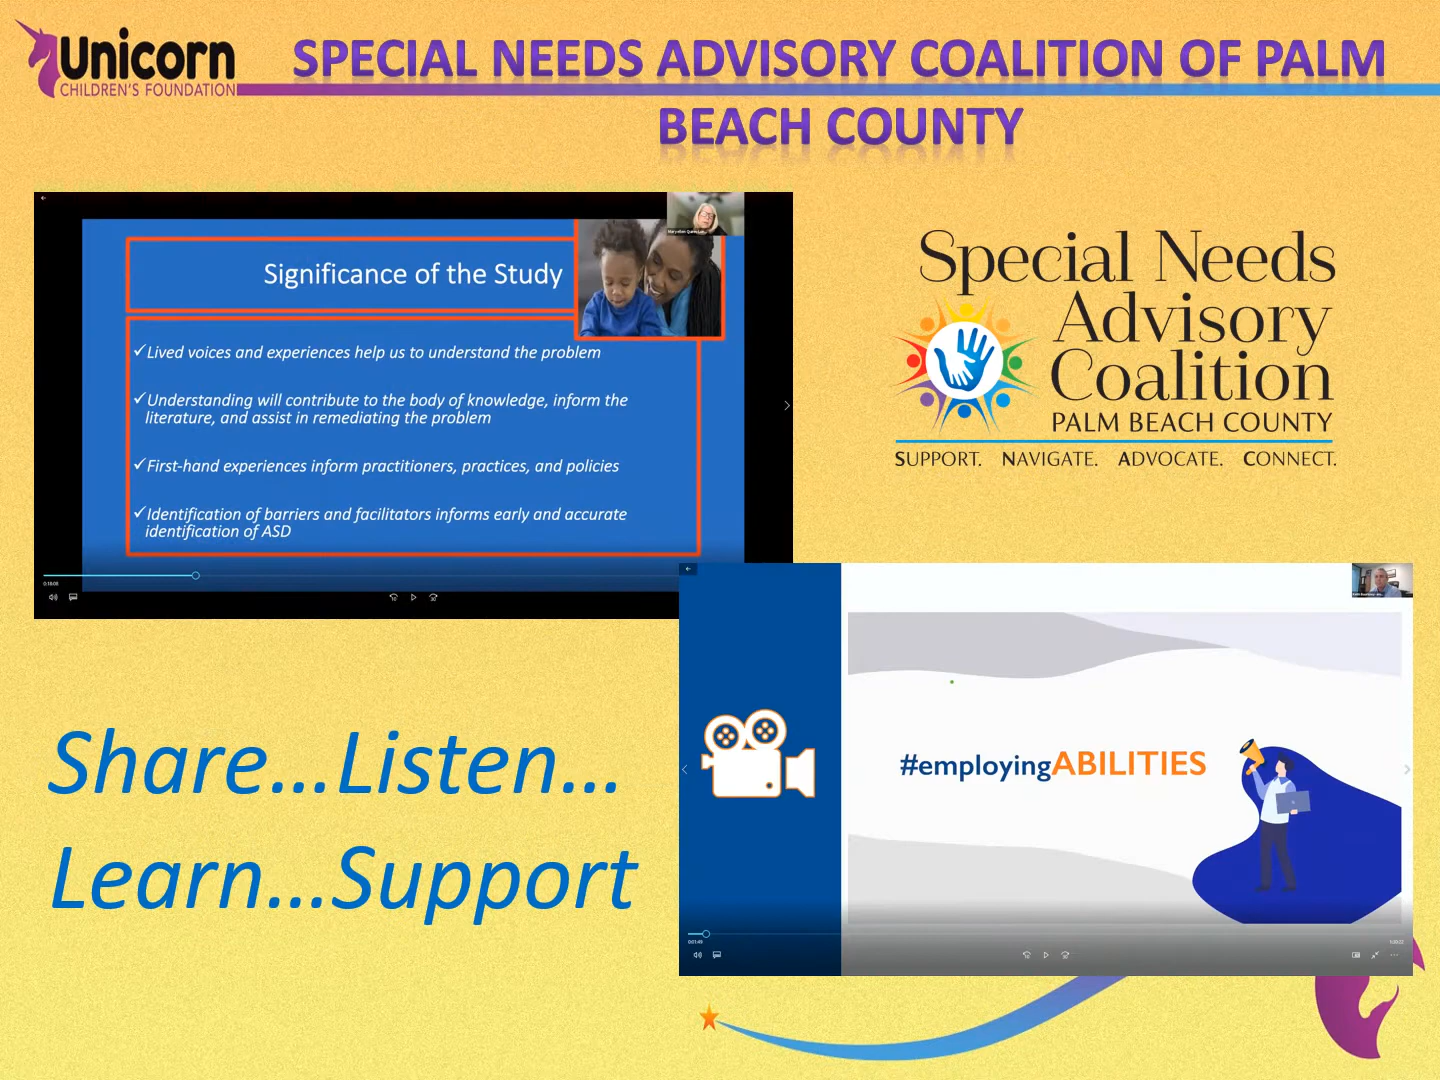 Unicorn
CHILDREN'S FOUNDATION
SPECIAL NEEDS ADVISORY COALITION OF PALM
BEACH COUNTY
Significance of the Study
✓Lived voices and experiences help us to understand the problem
✓Understanding will contribute to the body of knowledge, inform the
literature, and assist in remediating the problem
✓First-hand experiences inform practitioners, practices, and policies
✓Identification of barriers and facilitators informs early and accurate
identification of ASD
Special Needs
Advisory
Coalition
PALM BEACH COUNTY
SUPPORT. NAVIGATE. ADVOCATE. CONNECT.
#employingABILITIES
Share...Listen...
Learn...Support